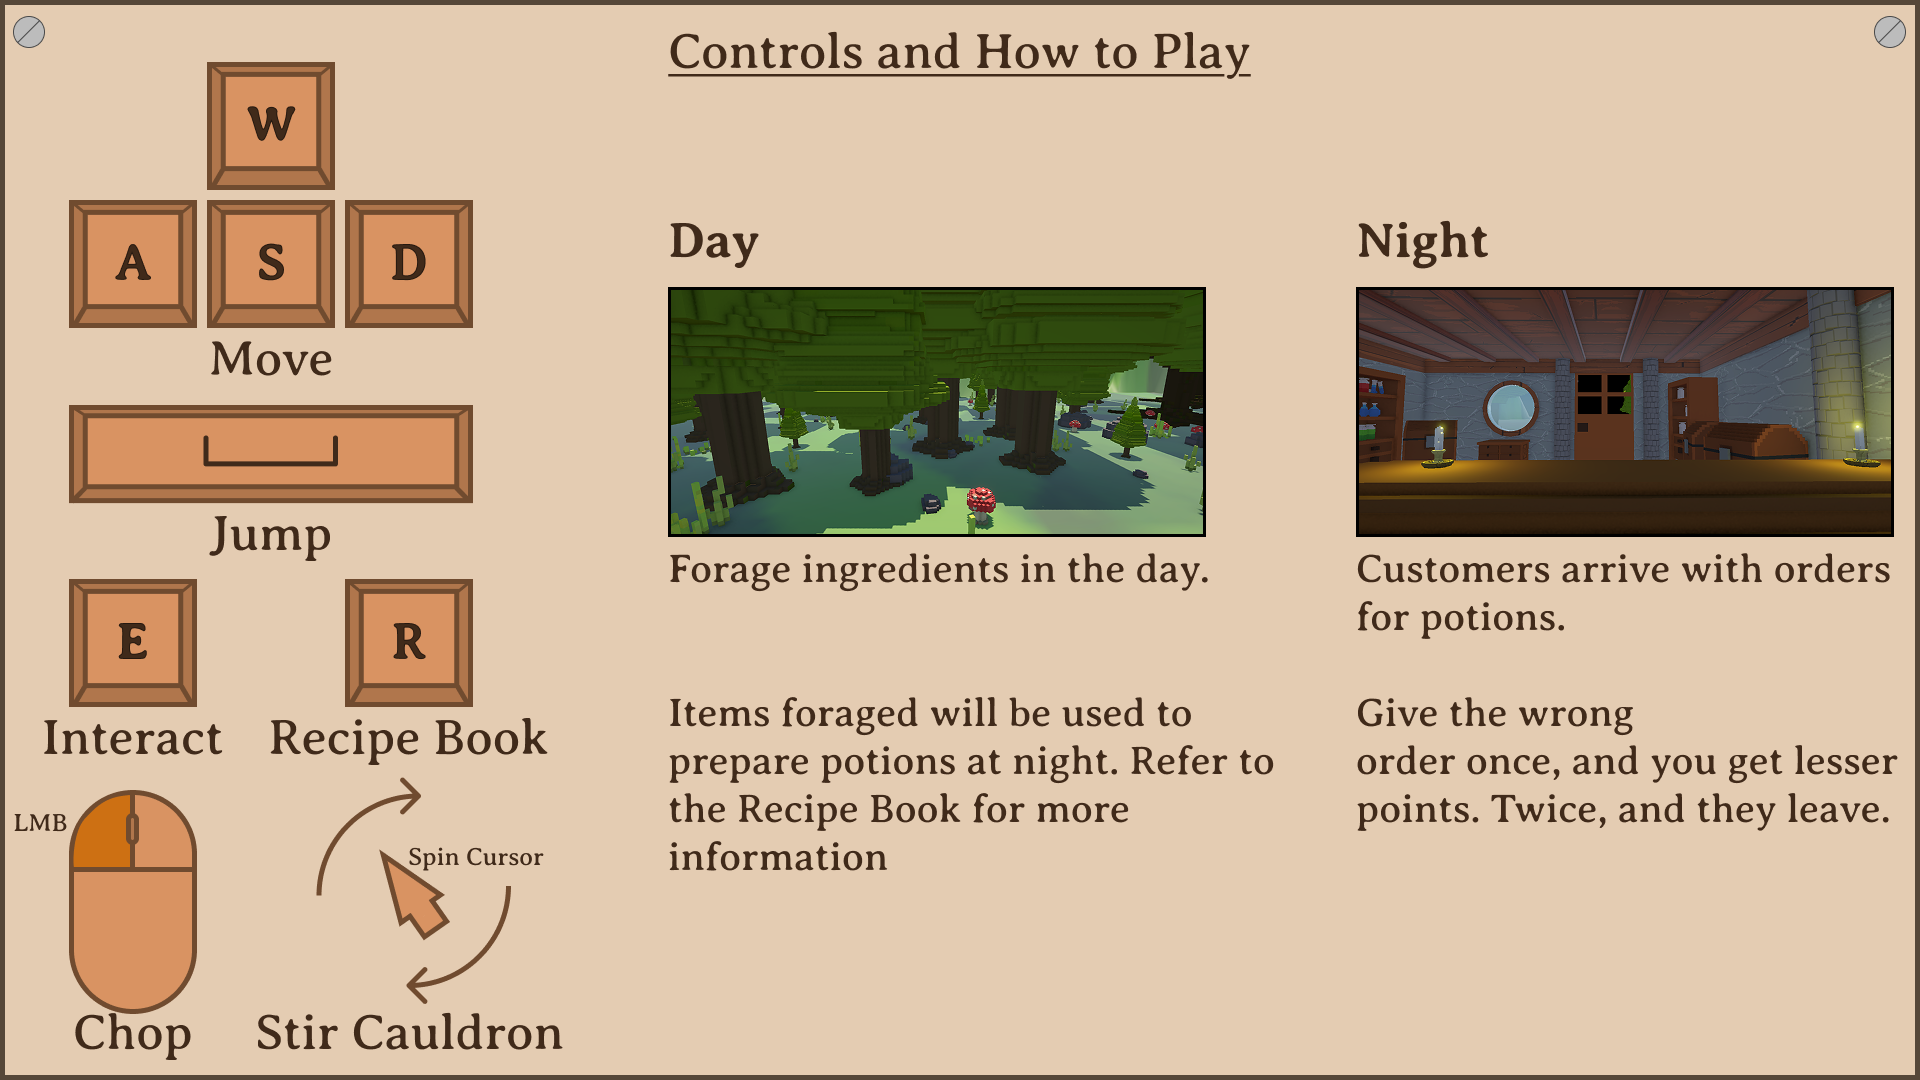 Controls and How to Play
W
A S D
Move
Jump
E
R
Interact
Recipe Book
LMB
Spin Cursor
Chop
Stir Cauldron
Day
Forage ingredients in the day.
Items foraged will be used to
prepare potions at night. Refer to
the Recipe Book for more
information
Night
Customers arrive with orders
for potions.
Give the wrong
order once, and you get lesser
points. Twice, and they leave.